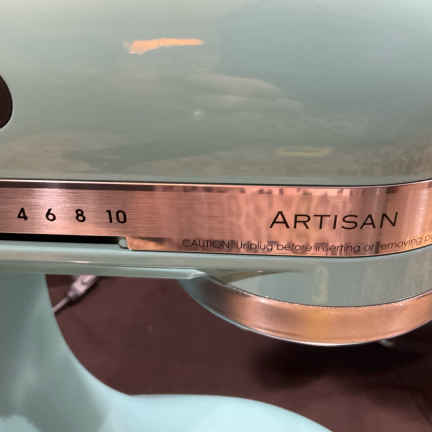 4 6 8 10
ARTISAN
CAUTION: Unplug before inserting or removing